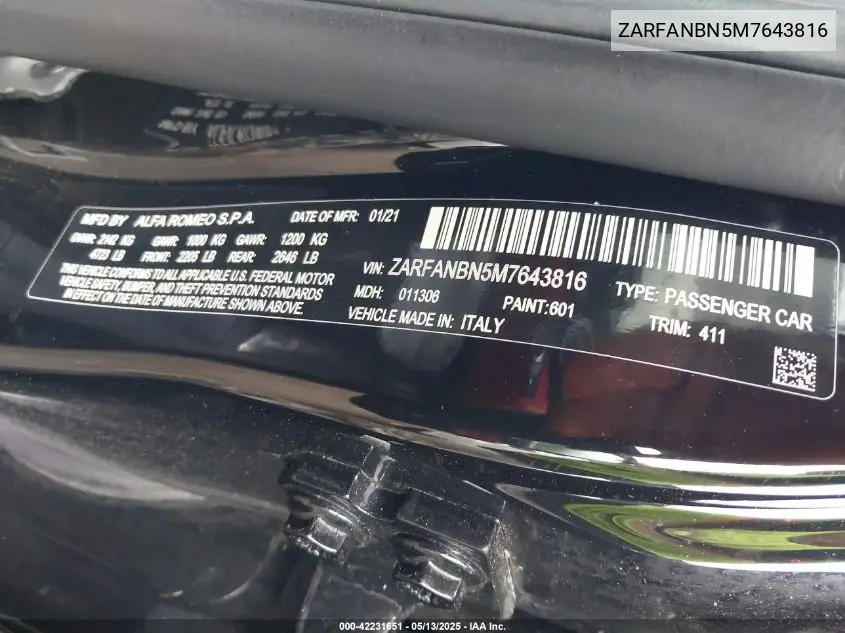 ZARFANBN5M7643816
MFD BY ALFA ROMEO S.P.A. DATE OF MFR: 01/21
GVWR: 2142 KG GAWR: 1000 KG GAWR: 1200 KG
4723 LB FRONT: 2205 LB REAR: 2646 LB
THIS VEHICLE CONFORMS TO ALL APPLICABLE U.S. FEDERAL MOTOR
VEHICLE SAFETY, BUMPER, AND THEFT PREVENTION STANDARDS
IN EFFECT ON THE DATE OF MANUFACTURE SHOWN ABOVE.
VIN: ZARFANBN5M7643816 TYPE: PASSENGER CAR
MDH: 011306 PAINT:601 TRIM: 411
VEHICLE MADE IN: ITALY
000-42231651 - 05/13/2025 - IAA Inc.